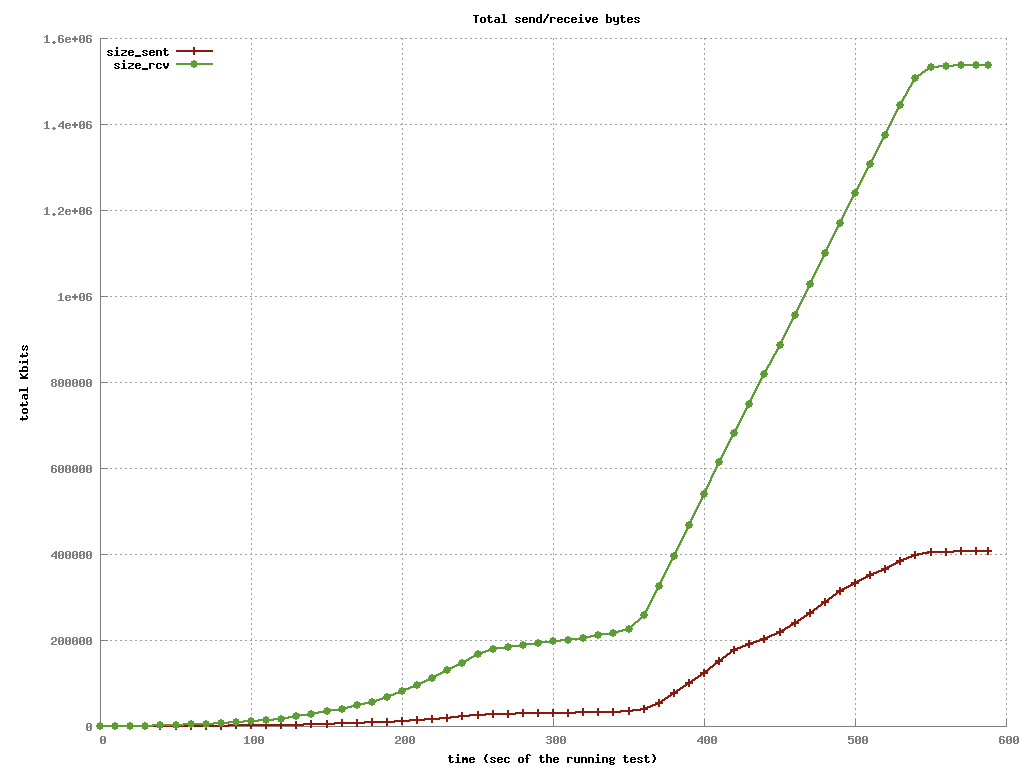 Total send/receive bytes
1.6e+06
size_sent
size_rcv
1.4e+06
1.2e+06
1e+06
total Kbits
800000
600000
400000
200000
0
0 100 200 300 400 500 600
time (sec of the running test)